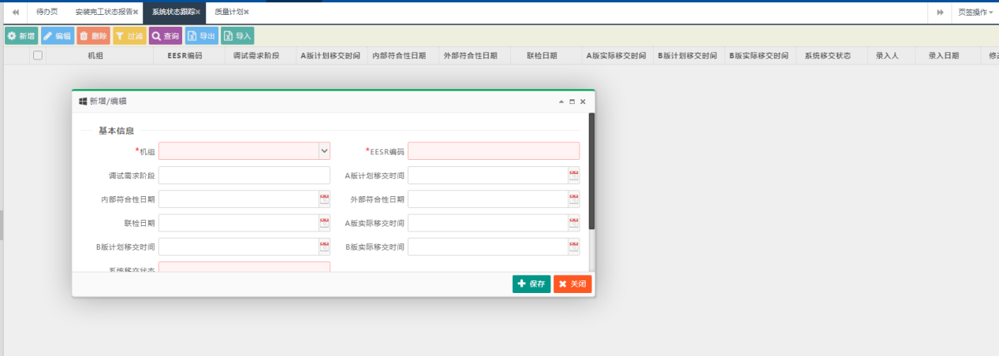 待办页 安装完工状态报告 系统状态跟踪 质量计划 页签操作
新增 编辑 删除 过滤 查询 导出 导入
机组 EESR编码 调试需求阶段 A版计划移交时间 内部符合性日期 外部符合性日期 联检日期 A版实际移交时间 B版计划移交时间 B版实际移交时间 系统移交状态 录入人 录入日期
新增/编辑
基本信息
*机组 *EESR编码
调试需求阶段 A版计划移交时间
内部符合性日期 外部符合性日期
联检日期 A版实际移交时间
B版计划移交时间 B版实际移交时间
系统移交状态
保存 关闭